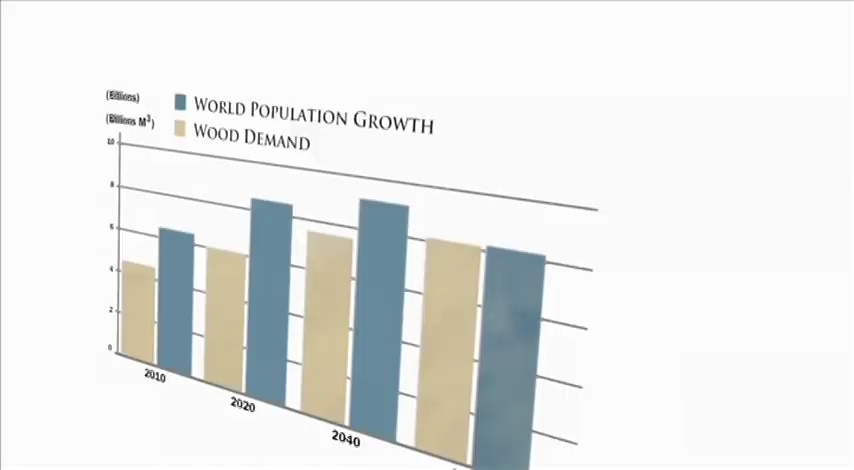 (Billions)
WORLD POPULATION GROWTH
(Billions M³)
WOOD DEMAND
10
8
6
4
2
0
2010
2020
2040